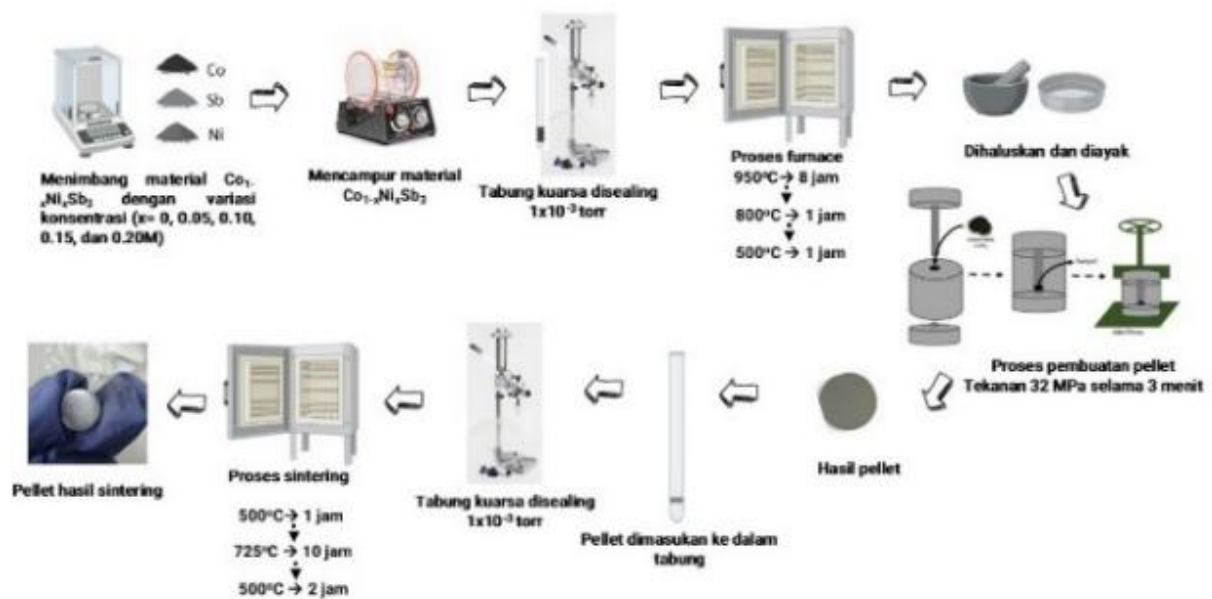 Co
Sb
Ni
Menimbang material Co₁₋
ₓNiₓSb₃ dengan variasi
konsentrasi (x= 0, 0.05, 0.10,
0.15, dan 0.20M)
Mencampur material
Co₁₋ₓNiₓSb₃
Tabung kuarsa disealing
1x10⁻³ torr
Proses furnace
950°C→ 8 jam
800°C → 1 jam
500°C → 1 jam
Dihaluskan dan diayak
Proses pembuatan pellet
Tekanan 32 MPa selama 3 menit
Hasil pellet
Pellet dimasukan ke dalam
tabung
Tabung kuarsa disealing
1x10⁻³ torr
Proses sintering
500°C→ 1 jam
725°C → 10 jam
500°C → 2 jam
Pellet hasil sintering